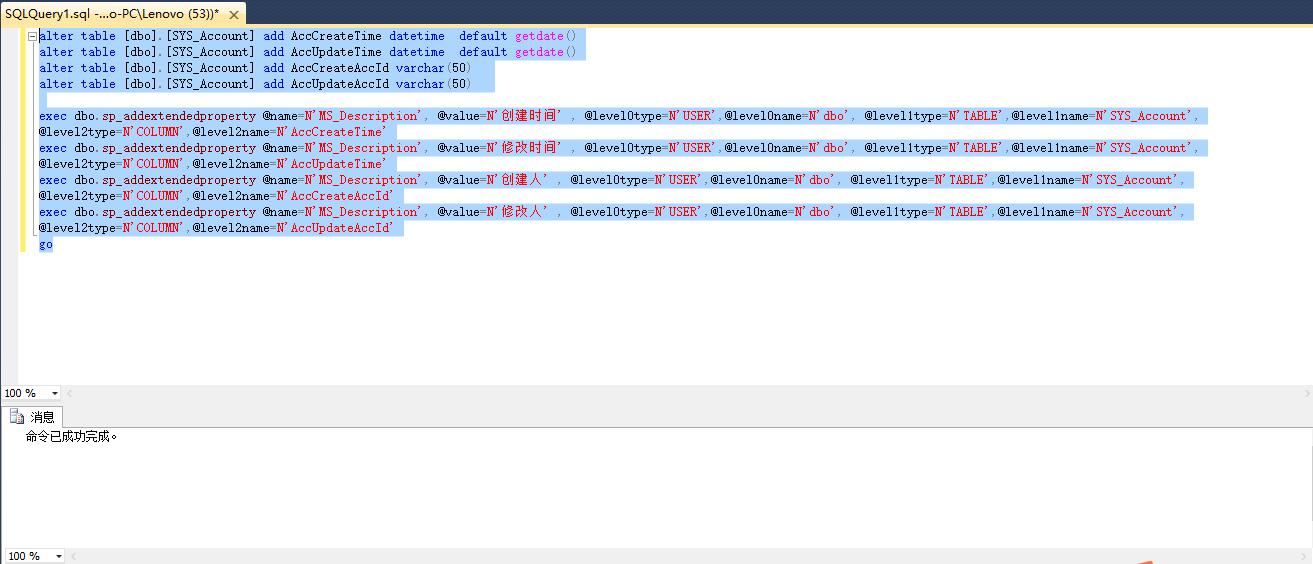 SQLQuery1.sql -...o-PC\Lenovo (53))*
alter table [dbo].[SYS_Account] add AccCreateTime datetime  default getdate()
alter table [dbo].[SYS_Account] add AccUpdateTime datetime  default getdate()
alter table [dbo].[SYS_Account] add AccCreateAccId varchar(50)
alter table [dbo].[SYS_Account] add AccUpdateAccId varchar(50)
exec dbo.sp_addextendedproperty @name=N'MS_Description', @value=N'创建时间' , @level0type=N'USER',@level0name=N'dbo', @level1type=N'TABLE',@level1name=N'SYS_Account',
@level2type=N'COLUMN',@level2name=N'AccCreateTime'
exec dbo.sp_addextendedproperty @name=N'MS_Description', @value=N'修改时间' , @level0type=N'USER',@level0name=N'dbo', @level1type=N'TABLE',@level1name=N'SYS_Account',
@level2type=N'COLUMN',@level2name=N'AccUpdateTime'
exec dbo.sp_addextendedproperty @name=N'MS_Description', @value=N'创建人' , @level0type=N'USER',@level0name=N'dbo', @level1type=N'TABLE',@level1name=N'SYS_Account',
@level2type=N'COLUMN',@level2name=N'AccCreateAccId'
exec dbo.sp_addextendedproperty @name=N'MS_Description', @value=N'修改人' , @level0type=N'USER',@level0name=N'dbo', @level1type=N'TABLE',@level1name=N'SYS_Account',
@level2type=N'COLUMN',@level2name=N'AccUpdateAccId'
go
100 %
消息
命令已成功完成。
100 %